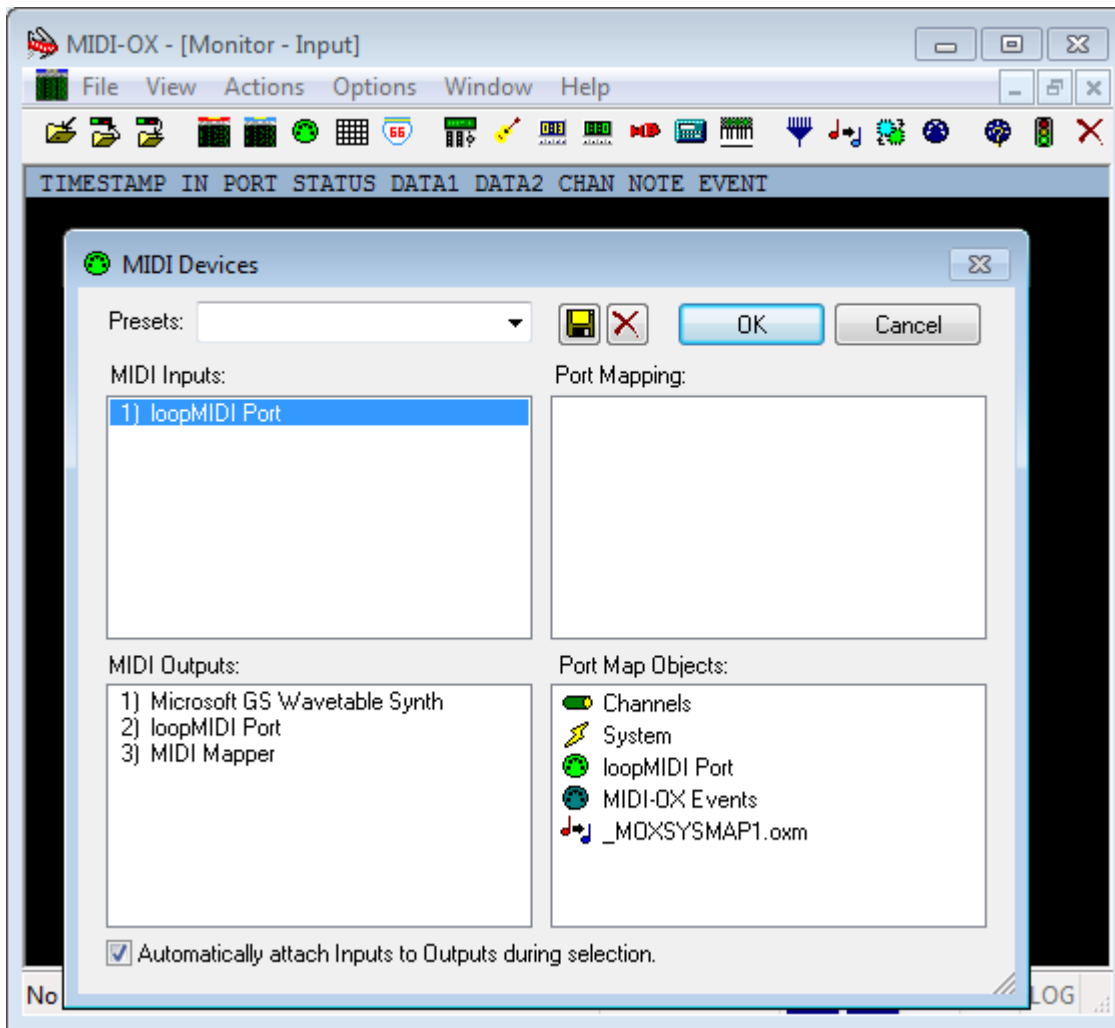 MIDI-OX - [Monitor - Input]
File View Actions Options Window Help
66
TIMESTAMP IN PORT STATUS DATA1 DATA2 CHAN NOTE EVENT
MIDI Devices
Presets:
OK
Cancel
MIDI Inputs:
1) loopMIDI Port
Port Mapping:
MIDI Outputs:
1) Microsoft GS Wavetable Synth
2) loopMIDI Port
3) MIDI Mapper
Port Map Objects:
Channels
System
loopMIDI Port
MIDI-OX Events
_MOXSYSMAP1.oxm
Automatically attach Inputs to Outputs during selection.
No
LOG